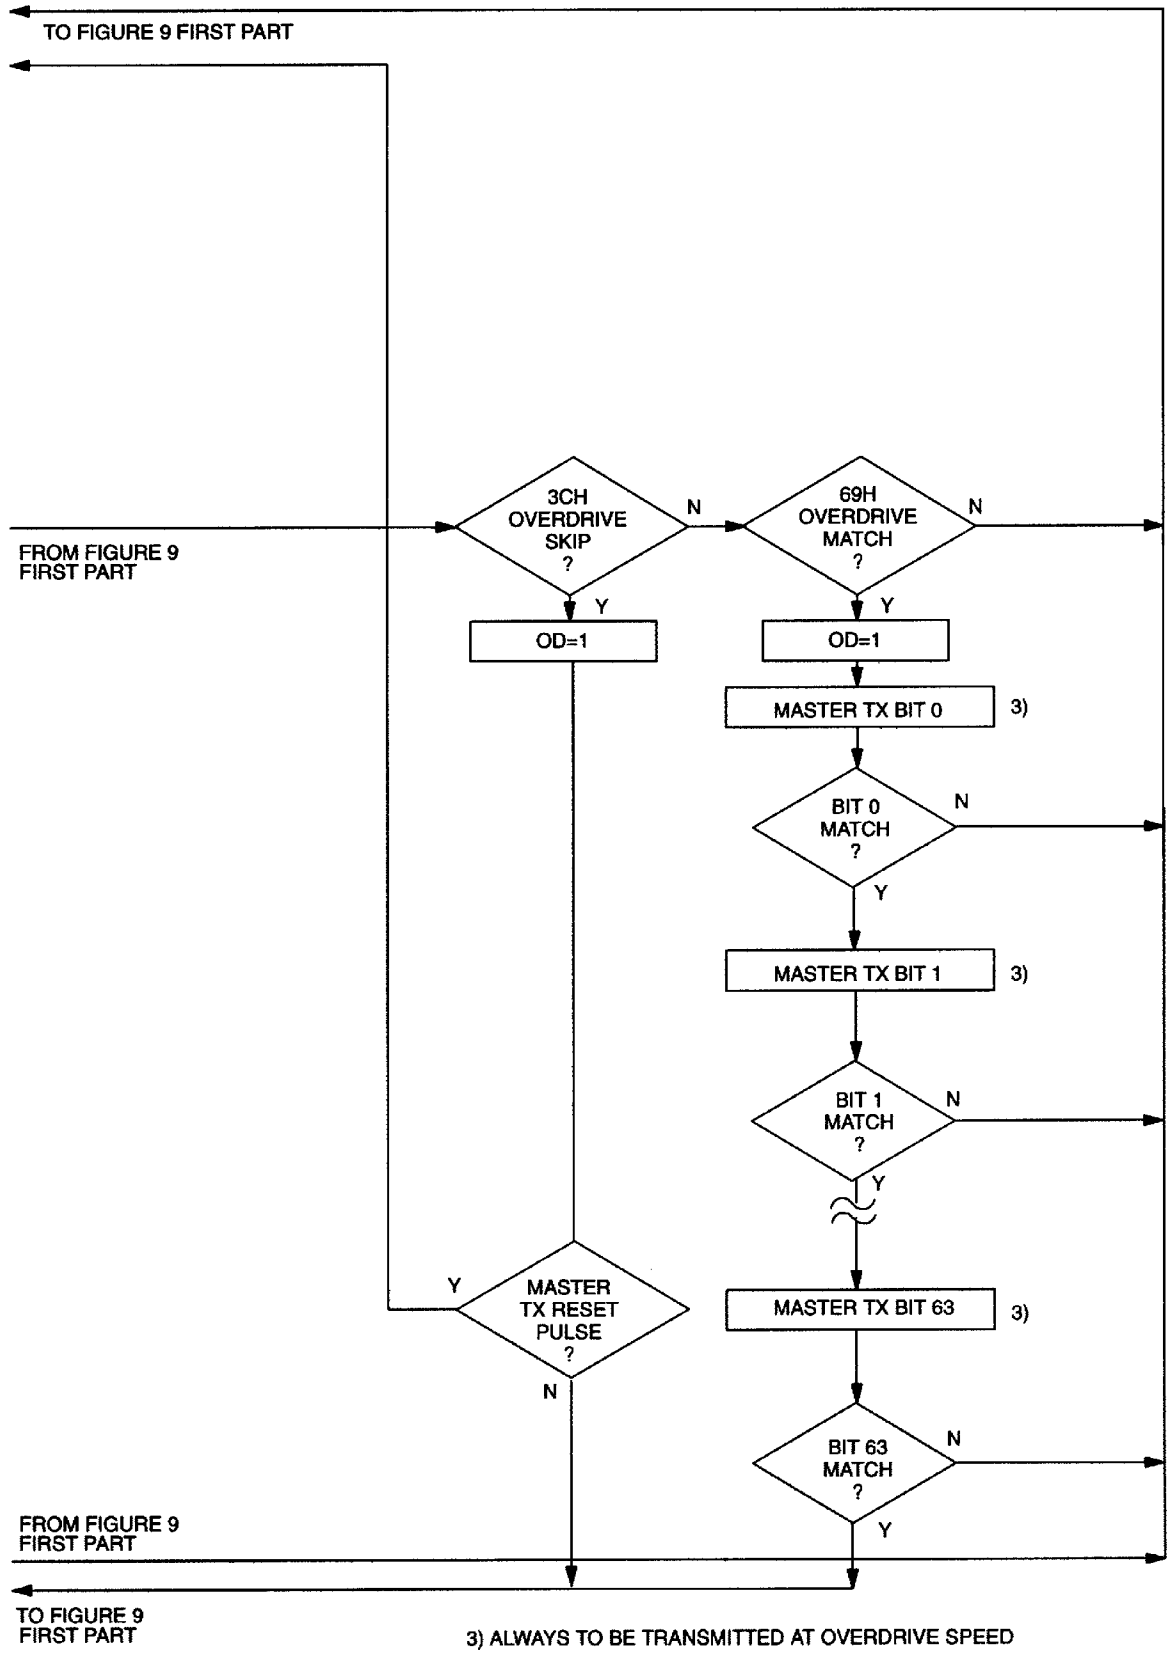 TO FIGURE 9 FIRST PART
3CH
OVERDRIVE
SKIP
?
N
69H
OVERDRIVE
MATCH
?
N
FROM FIGURE 9
FIRST PART
Y
Y
OD=1
OD=1
MASTER TX BIT 0
3)
BIT 0
MATCH
?
N
Y
MASTER TX BIT 1
3)
BIT 1
MATCH
?
N
Y
Y
MASTER
TX RESET
PULSE
?
N
MASTER TX BIT 63
3)
BIT 63
MATCH
?
N
Y
FROM FIGURE 9
FIRST PART
TO FIGURE 9
FIRST PART
3) ALWAYS TO BE TRANSMITTED AT OVERDRIVE SPEED